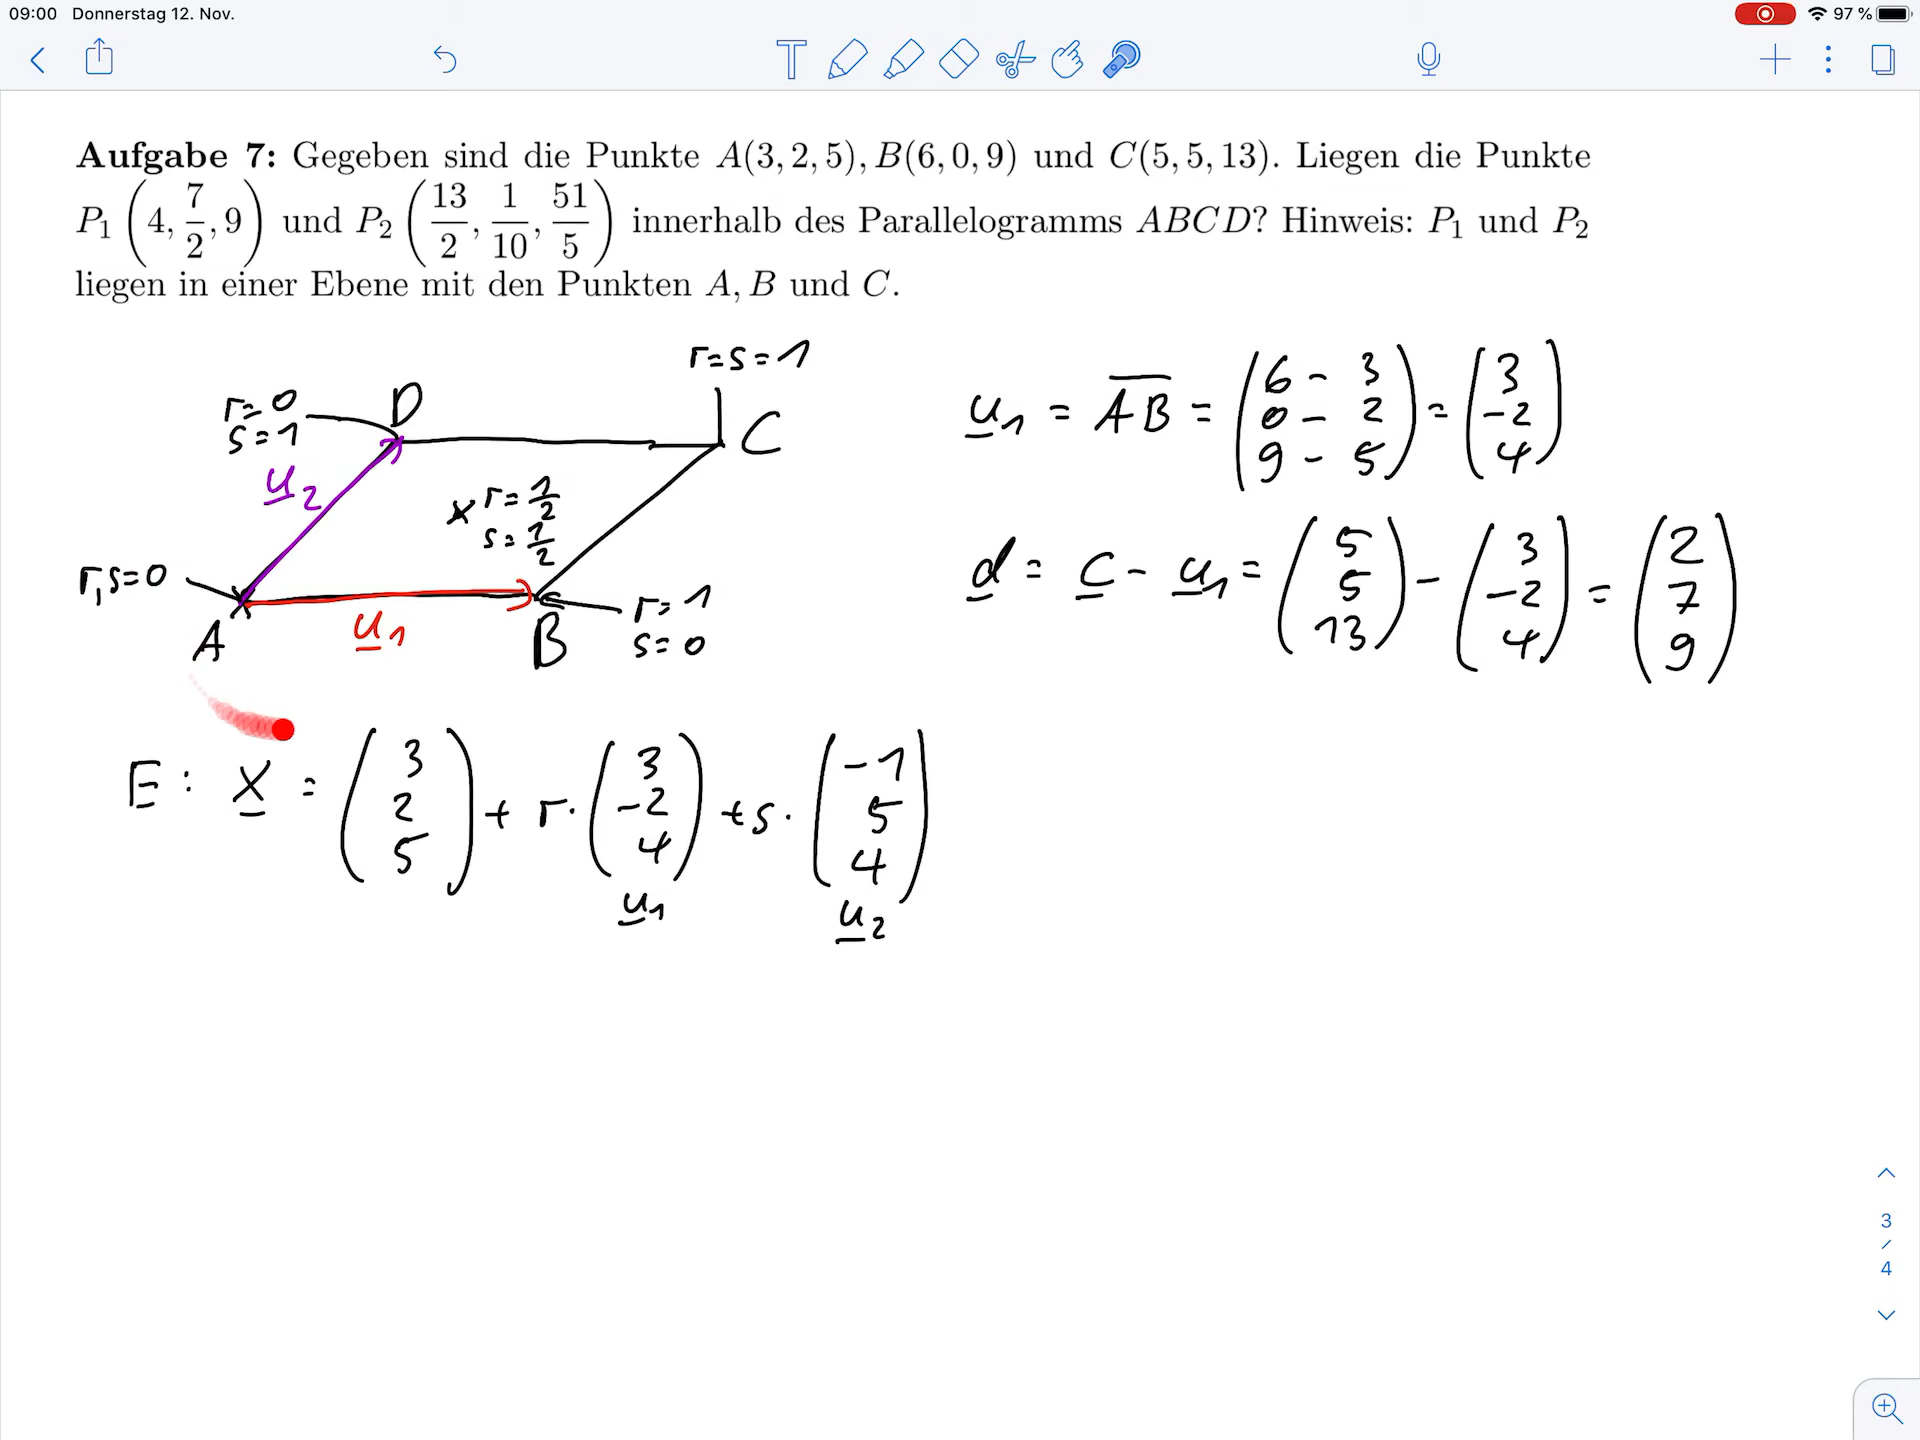 09:00 Donnerstag 12. Nov. 97 %
T
Aufgabe 7: Gegeben sind die Punkte A(3, 2, 5), B(6, 0, 9) und C(5, 5, 13). Liegen die Punkte
P₁ (4, 7/2, 9) und P₂ (13/2, 1/10, 51/5) innerhalb des Parallelogramms ABCD? Hinweis: P₁ und P₂
liegen in einer Ebene mit den Punkten A, B und C.
r=s=1
r=0
s=1
D
C
u₂
x r=1/2
s=1/2
r,s=0
A
u₁
B
r=1
s=0
u₁ = AB = (6 - 3, 0 - 2, 9 - 5) = (3, -2, 4)
d = c - u₁ = (5, 5, 13) - (3, -2, 4) = (2, 7, 9)
E: x = (3, 2, 5) + r · (3, -2, 4) + s · (-1, 5, 4)
u₁ u₂
3
/
4